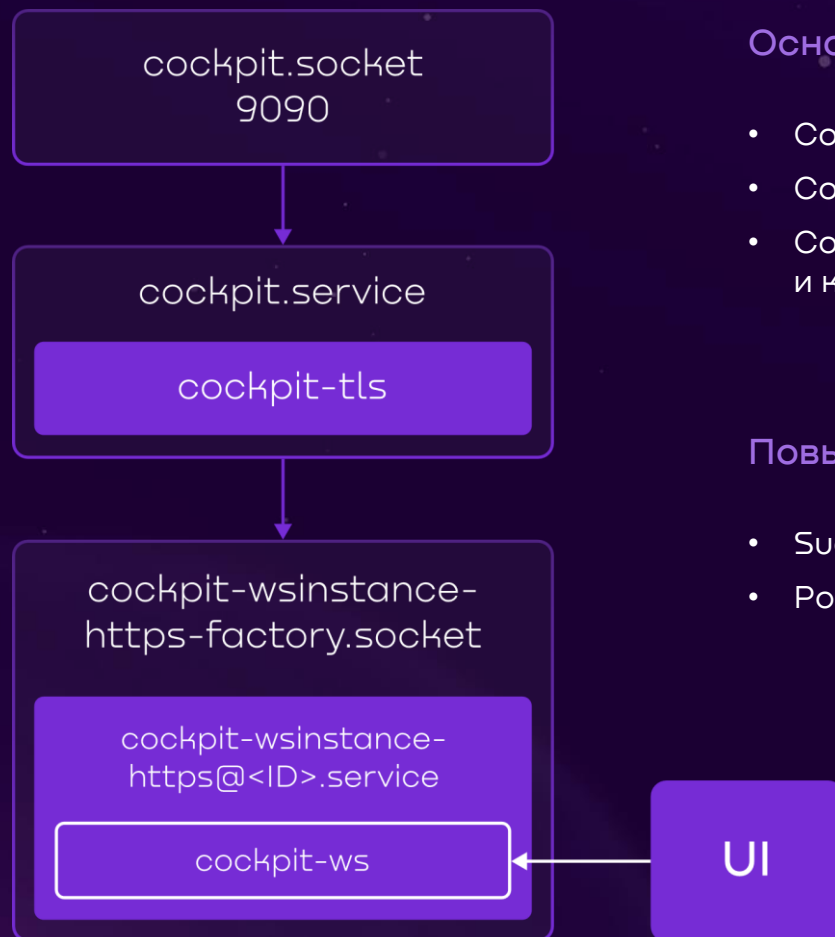 cockpit.socket
9090
cockpit.service
cockpit-tls
cockpit-wsinstance-
https-factory.socket
cockpit-wsinstance-
https@<ID>.service
cockpit-ws
UI